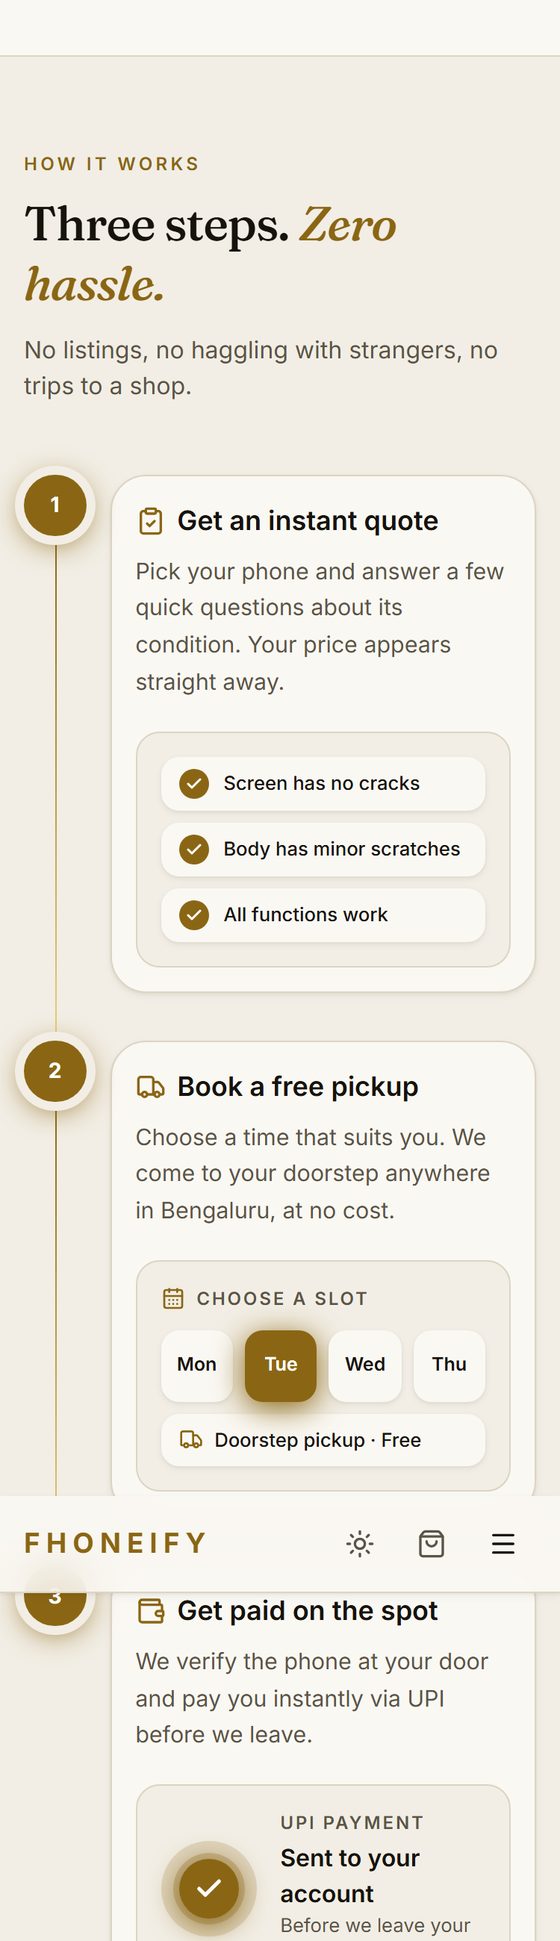 HOW IT WORKS
Three steps. Zero
hassle.
No listings, no haggling with strangers, no
trips to a shop.
1
Get an instant quote
Pick your phone and answer a few
quick questions about its
condition. Your price appears
straight away.
Screen has no cracks
Body has minor scratches
All functions work
2
Book a free pickup
Choose a time that suits you. We
come to your doorstep anywhere
in Bengaluru, at no cost.
CHOOSE A SLOT
Mon Tue Wed Thu
Doorstep pickup · Free
FHONEIFY
3
Get paid on the spot
We verify the phone at your door
and pay you instantly via UPI
before we leave.
UPI PAYMENT
Sent to your
account
Before we leave your